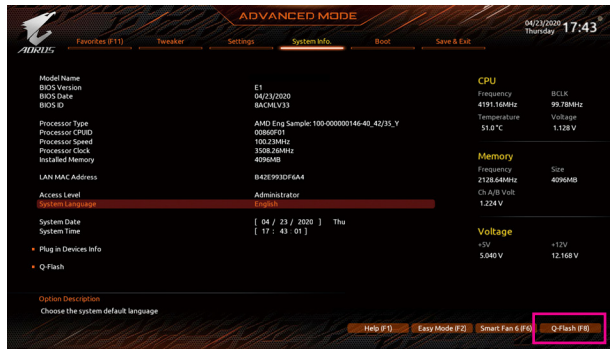 ADVANCED MODE
04/23/2020 Thursday 17:43
AORUS
Favorites (F11) Tweaker Settings System Info. Boot Save & Exit
Model Name
BIOS Version E1
BIOS Date 04/23/2020
BIOS ID 8ACMLV33
Processor Type AMD Eng Sample: 100-000000146-40_42/35_Y
Processor CPUID 00860F01
Processor Speed 100.23MHz
Processor Clock 3508.26MHz
Installed Memory 4096MB
LAN MAC Address B42E993DF6A4
Access Level Administrator
System Language English
System Date [ 04 / 23 / 2020 ] Thu
System Time [ 17 : 43 : 01 ]
Plug in Devices Info
Q-Flash
Option Description
Choose the system default language
CPU
Frequency BCLK
4191.16MHz 99.78MHz
Temperature Voltage
51.0 °C 1.128 V
Memory
Frequency Size
2128.64MHz 4096MB
Ch A/B Volt
1.224 V
Voltage
+5V +12V
5.040 V 12.168 V
Help (F1) Easy Mode (F2) Smart Fan 6 (F6) Q-Flash (F8)